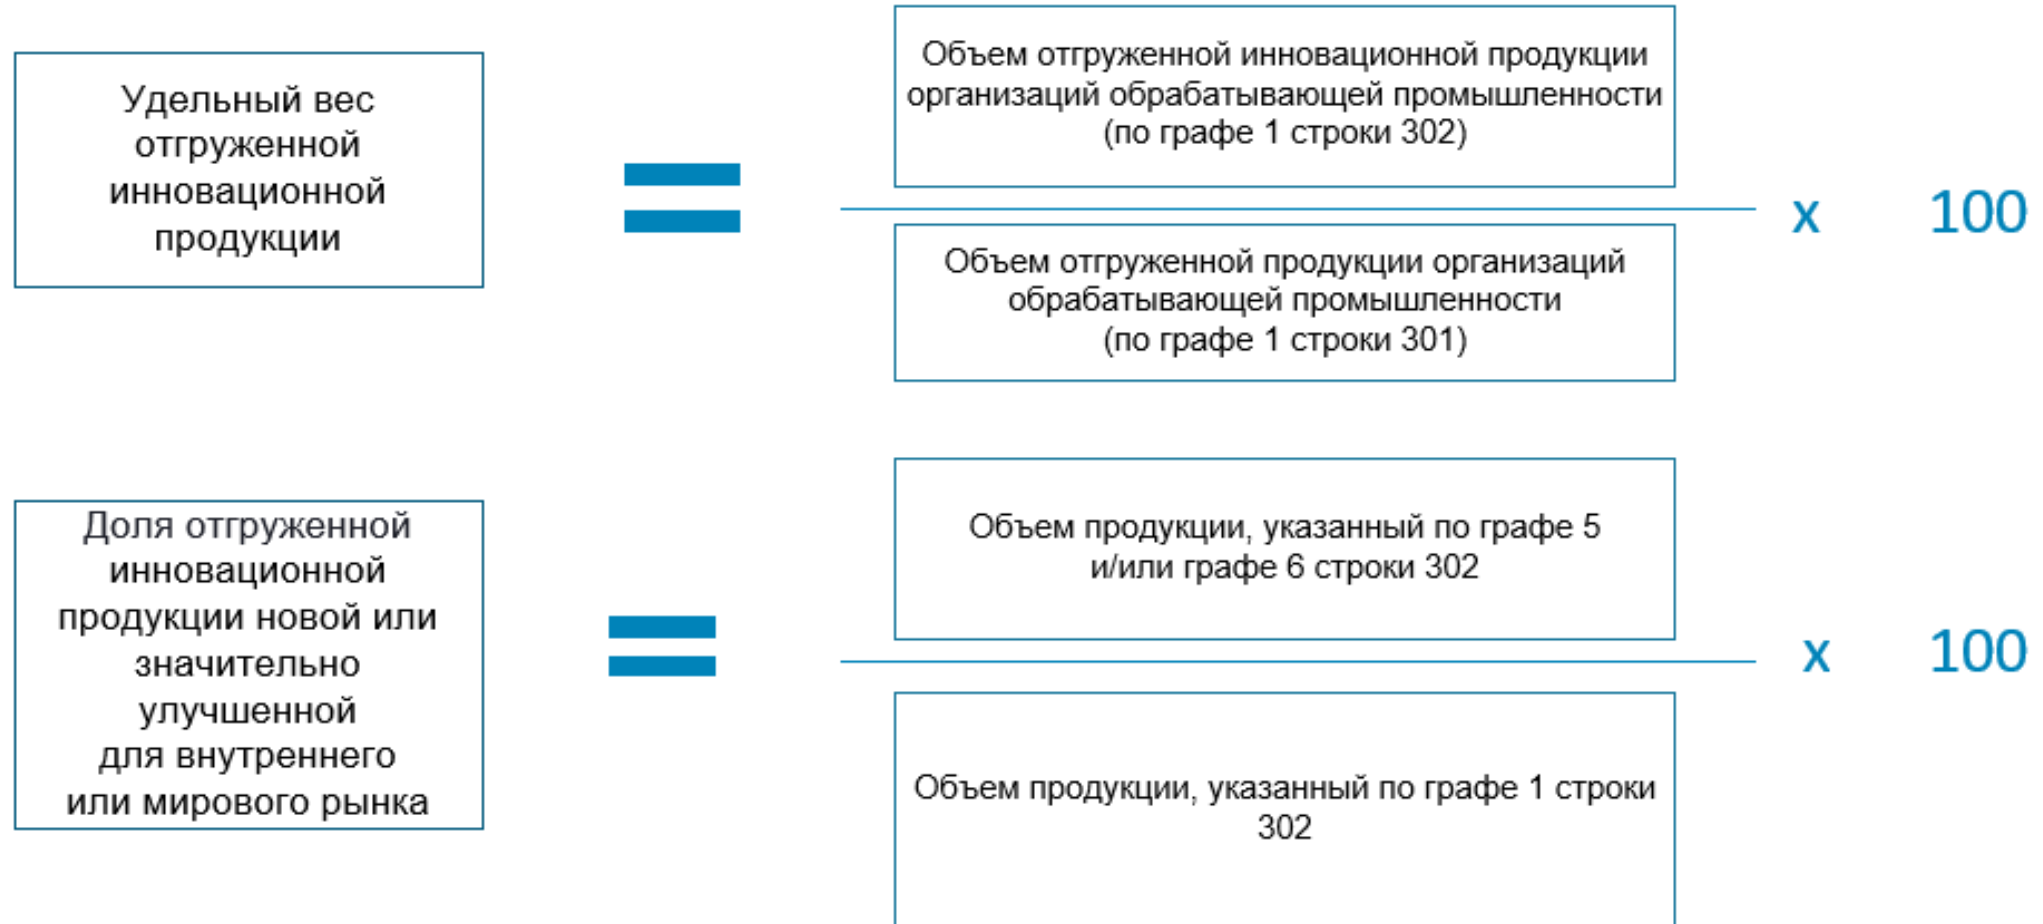 Удельный вес
отгруженной
инновационной
продукции
Объем отгруженной инновационной продукции
организаций обрабатывающей промышленности
(по графе 1 строки 302)
Объем отгруженной продукции организаций
обрабатывающей промышленности
(по графе 1 строки 301)
x 100
Доля отгруженной
инновационной
продукции новой или
значительно
улучшенной
для внутреннего
или мирового рынка
Объем продукции, указанный по графе 5
и/или графе 6 строки 302
Объем продукции, указанный по графе 1 строки
302
x 100